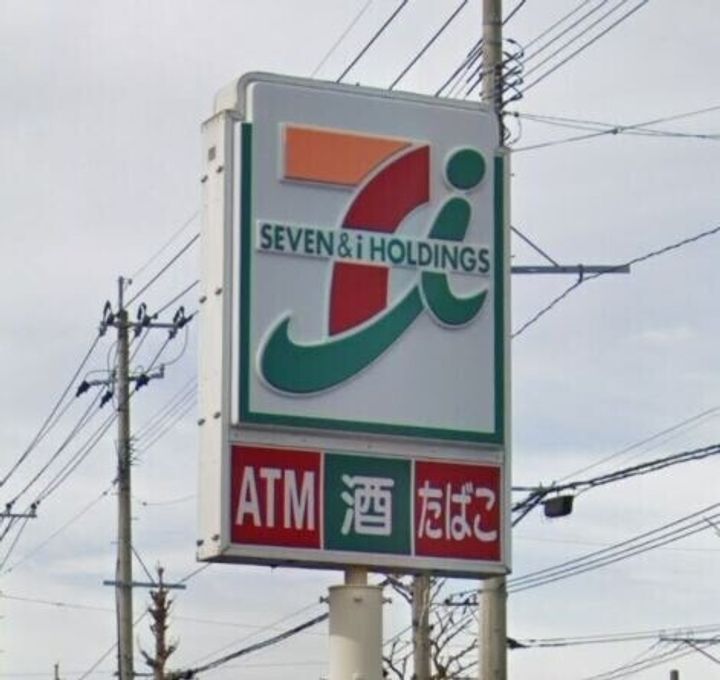 SEVEN&i HOLDINGS
ATM 酒 たばこ